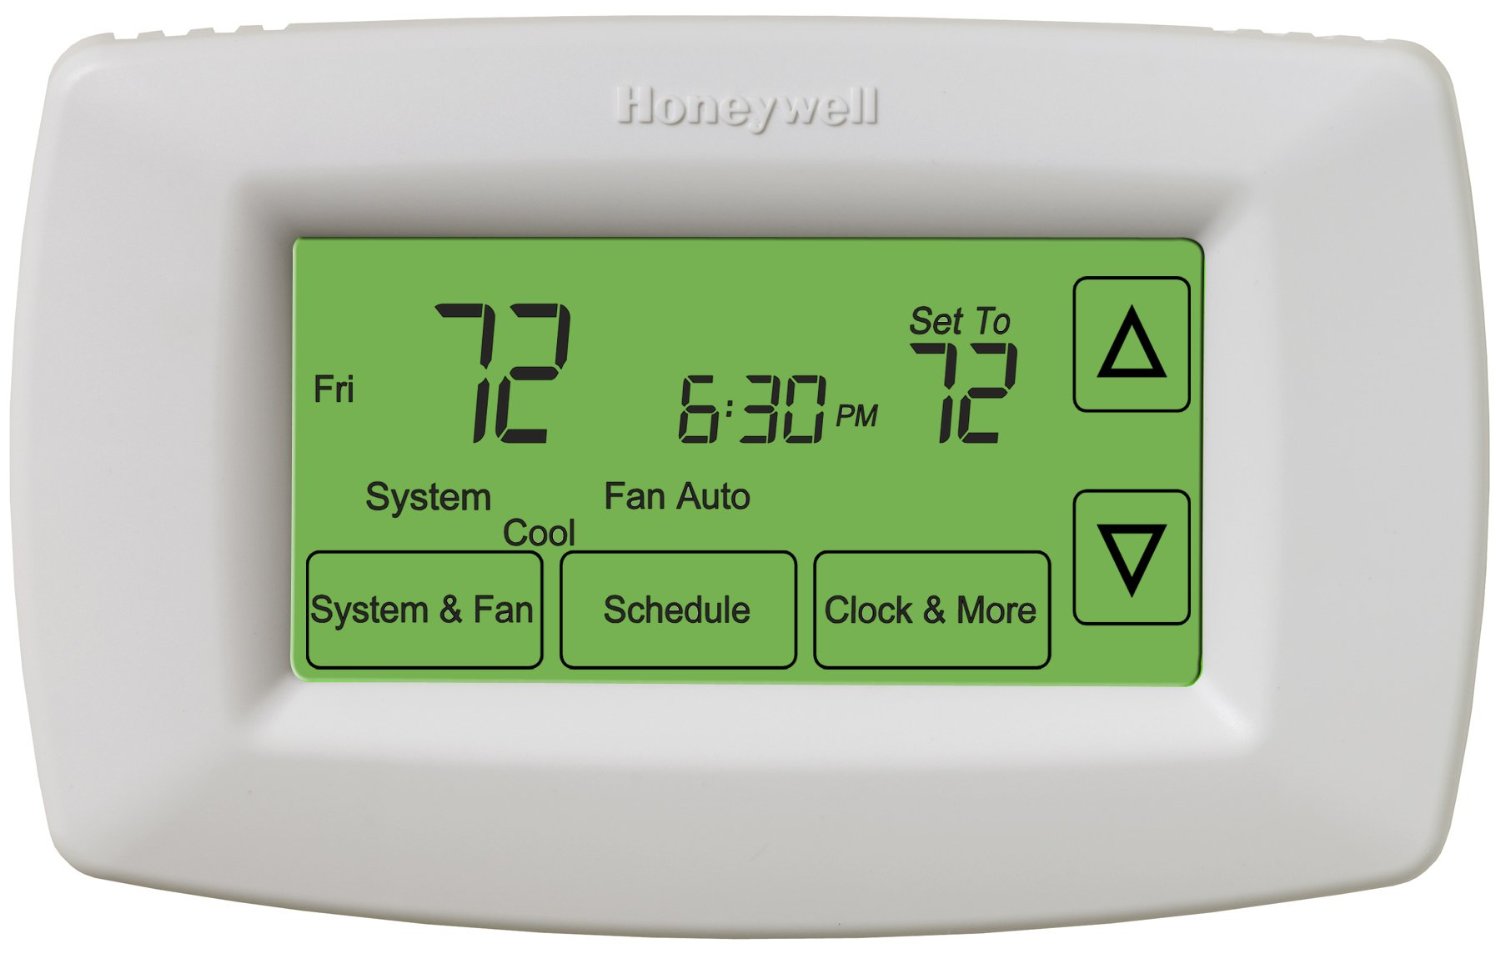 Honeywell
Fri
72
6:30 PM
Set To
72
System
Cool
Fan Auto
System & Fan
Schedule
Clock & More